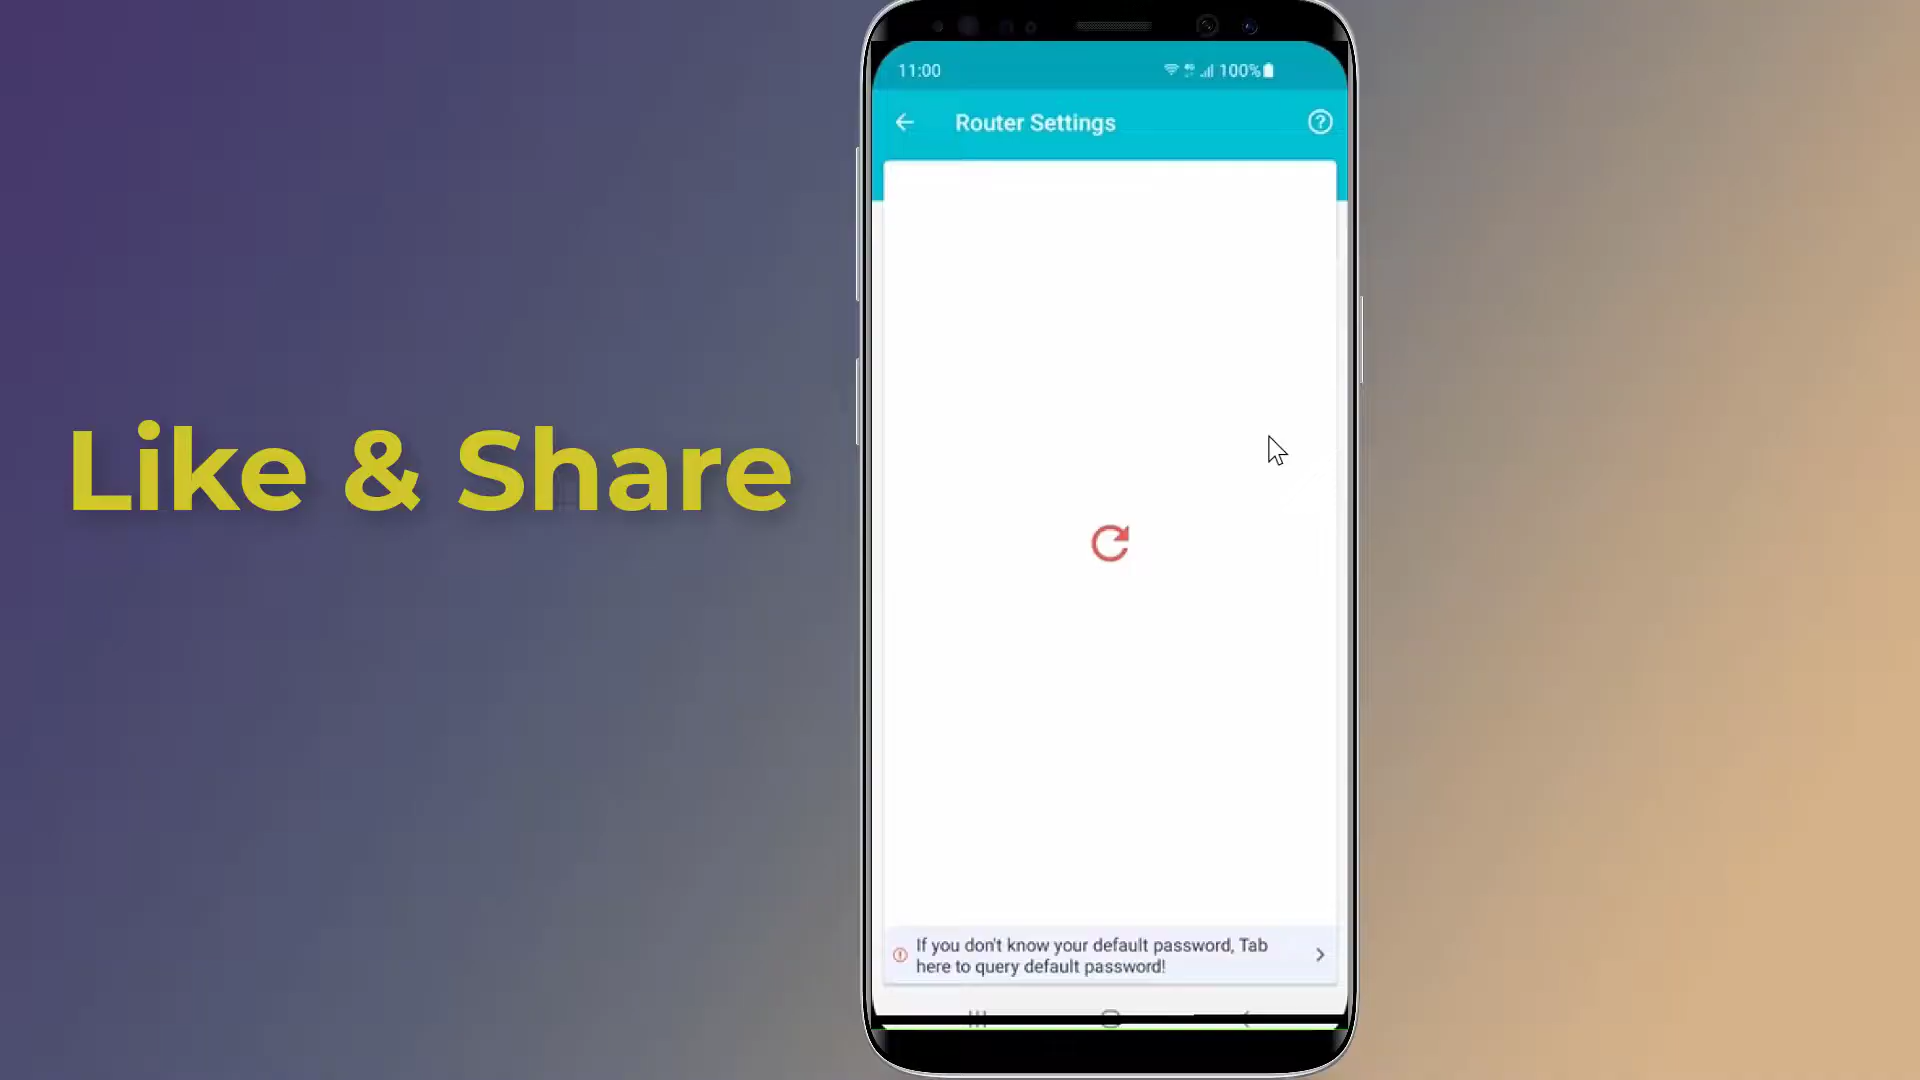 11:00
100%
Router Settings
Like & Share
If you don't know your default password, Tab
here to query default password!